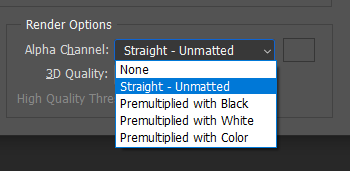 Render Options
Alpha Channel: Straight - Unmatted
3D Quality: None
Straight - Unmatted
High Quality Thre Premultiplied with Black
Premultiplied with White
Premultiplied with Color